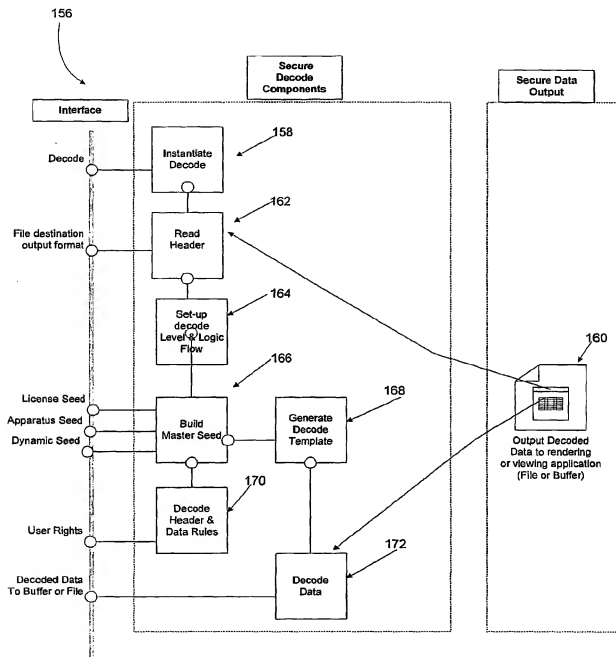 156
Secure
Decode
Components
Secure Data
Output
Interface
Decode
Instantiate
Decode
158
File destination
output format
Read
Header
162
Set-up
decode
Level & Logic
Flow
164
License Seed
Apparatus Seed
Dynamic Seed
Build
Master Seed
166
Generate
Decode
Template
168
160
Output Decoded
Data to rendering
or viewing application
(File or Buffer)
User Rights
Decode
Header &
Data Rules
170
Decoded Data
To Buffer or File
Decode
Data
172